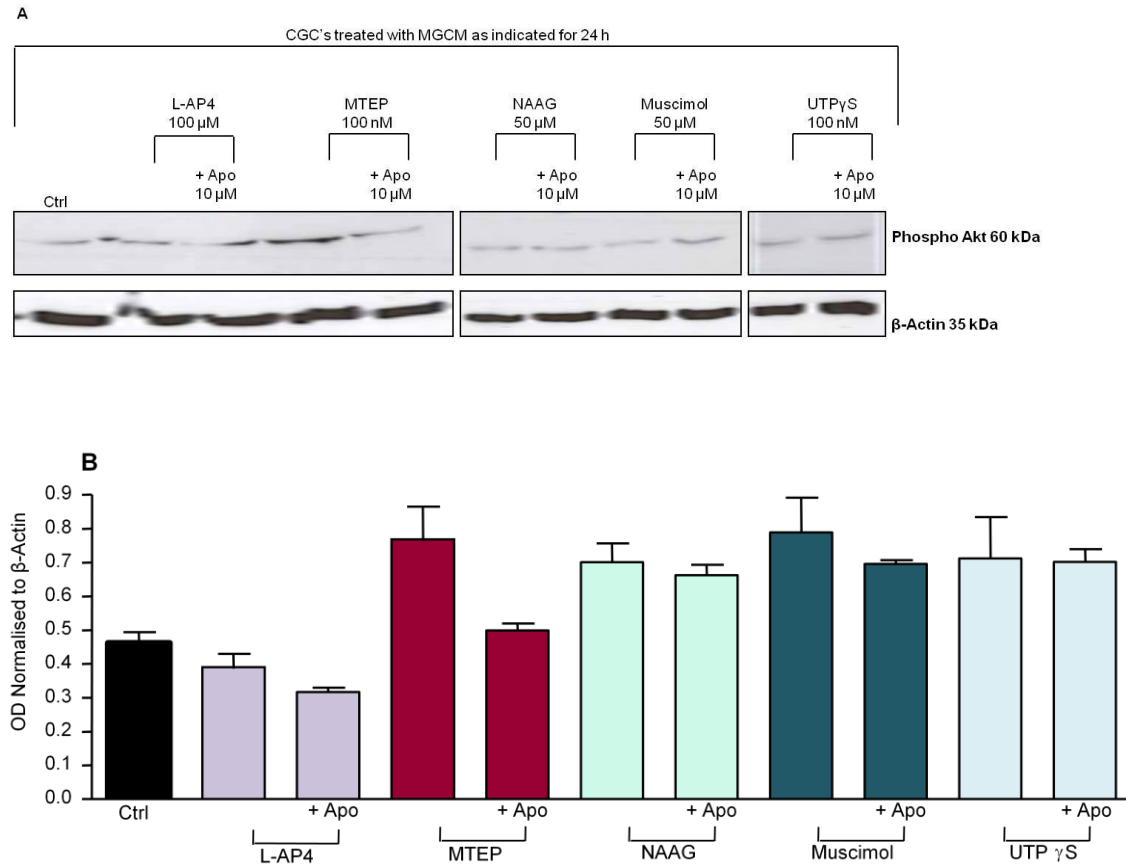 A
CGC's treated with MGCM as indicated for 24 h
L-AP4 MTEP NAAG Muscimol UTPγS
100 µM 100 nM 50 µM 50 µM 100 nM
+ Apo + Apo + Apo + Apo + Apo
10 µM 10 µM 10 µM 10 µM 10 µM
Ctrl
Phospho Akt 60 kDa
β-Actin 35 kDa
B
OD Normalised to β-Actin
0.9
0.8
0.7
0.6
0.5
0.4
0.3
0.2
0.1
0.0
Ctrl + Apo + Apo + Apo + Apo + Apo
L-AP4 MTEP NAAG Muscimol UTP γS